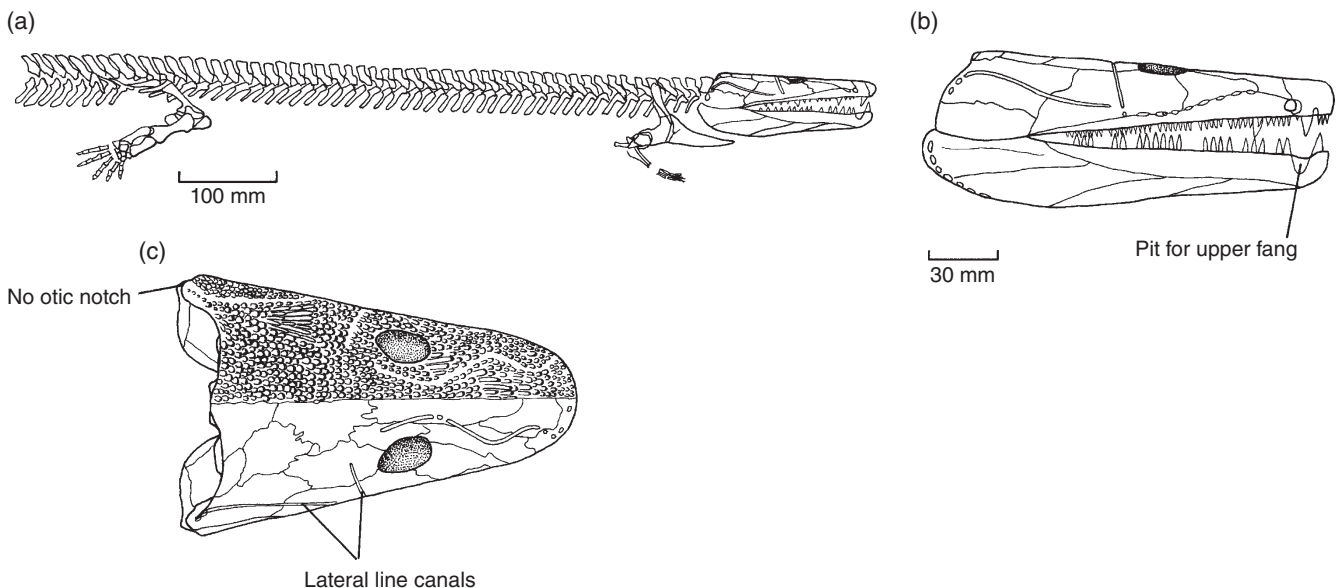 (a)
(b)
100 mm
Pit for upper fang
30 mm
(c)
No otic notch
Lateral line canals